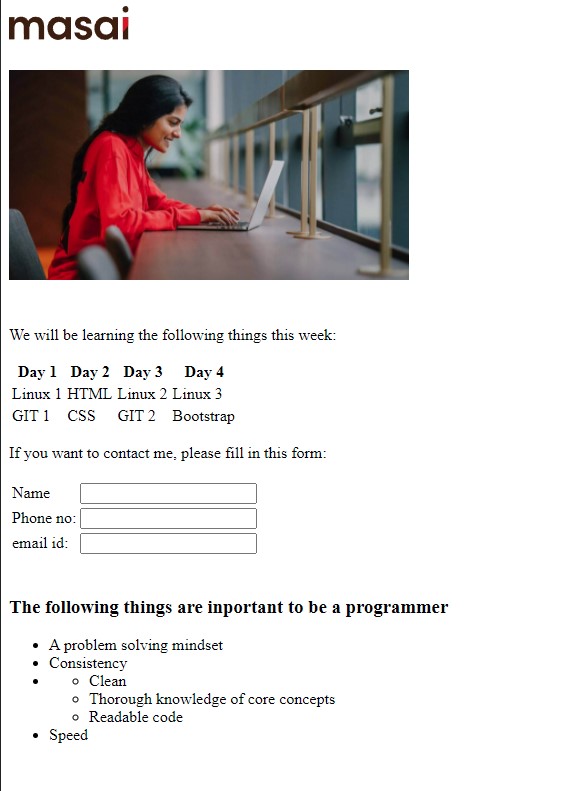 masai
We will be learning the following things this week:
Day 1 Day 2 Day 3 Day 4
Linux 1 HTML Linux 2 Linux 3
GIT 1 CSS GIT 2 Bootstrap
If you want to contact me, please fill in this form:
Name
Phone no:
email id:
The following things are inportant to be a programmer
A problem solving mindset
Consistency
Clean
Thorough knowledge of core concepts
Readable code
Speed